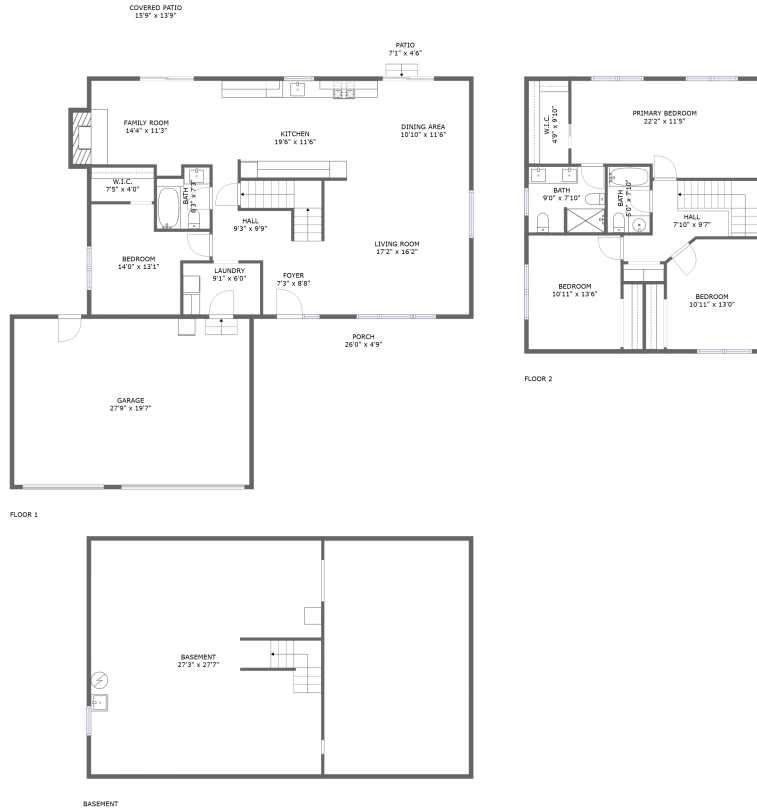 COVERED PATIO
15'9" x 13'9"
PATIO
7'1" x 4'6"
FAMILY ROOM
14'4" x 11'3"
KITCHEN
19'6" x 11'6"
DINING AREA
10'10" x 11'6"
W.I.C.
7'5" x 4'0"
BATH
HALL
9'3" x 9'9"
BEDROOM
14'0" x 13'1"
LAUNDRY
9'1" x 6'0"
FOYER
7'3" x 8'8"
LIVING ROOM
17'2" x 16'2"
PORCH
26'0" x 4'9"
GARAGE
27'9" x 19'7"
FLOOR 1
W.I.C.
4'9" x 9'10"
PRIMARY BEDROOM
22'2" x 11'5"
BATH
9'0" x 7'10"
BATH
5'0" x 7'10"
HALL
7'10" x 9'7"
BEDROOM
10'11" x 13'6"
BEDROOM
10'11" x 13'0"
FLOOR 2
BASEMENT
27'3" x 27'7"
BASEMENT